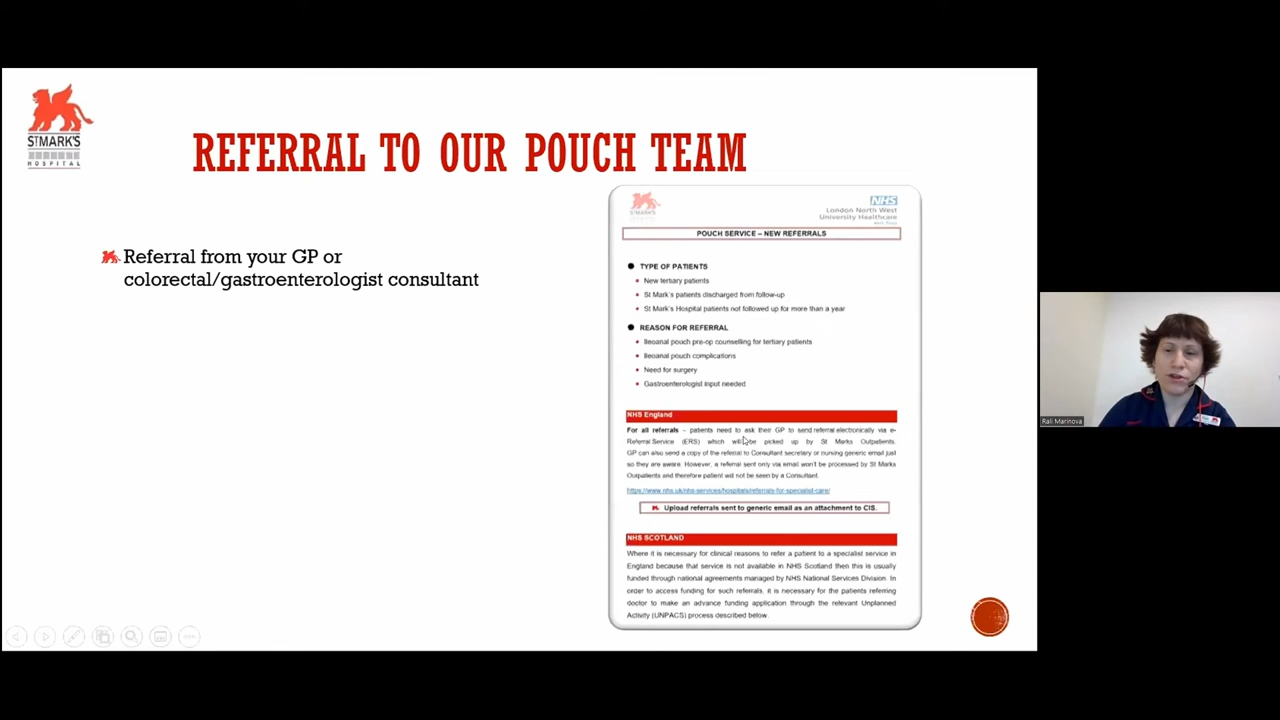 ST MARK'S
HOSPITAL
REFERRAL TO OUR POUCH TEAM
Referral from your GP or
colorectal/gastroenterologist consultant
ST MARK'S
NHS
London North West
University Healthcare
NHS Trust
POUCH SERVICE – NEW REFERRALS
TYPE OF PATIENTS
New tertiary patients
St Mark's patients discharged from follow-up
St Mark's Hospital patients not followed up for more than a year
REASON FOR REFERRAL
Ileoanal pouch pre-op counselling for tertiary patients
Ileoanal pouch complications
Need for surgery
Gastroenterologist input needed
NHS England
For all referrals – patients need to ask their GP to send referral electronically via e-
Referral Service (ERS) which will be picked up by St Marks Outpatients.
GP can also send a copy of the referral to Consultant secretary or nursing generic email just
so they are aware. However, a referral sent only via email won't be processed by St Marks
Outpatients and therefore patient will not be seen by a Consultant.
https://www.nhs.uk/nhs-services/hospitals/referrals-for-specialist-care/
Upload referrals sent to generic email as an attachment to CIS.
NHS SCOTLAND
Where it is necessary for clinical reasons to refer a patient to a specialist service in
England because that service is not available in NHS Scotland then this is usually
funded through national agreements managed by NHS National Services Division. In
order to access funding for such referrals, it is necessary for the patients referring
doctor to make an advance funding application through the relevant Unplanned
Activity (UNPACS) process described below.
Rali Marinova